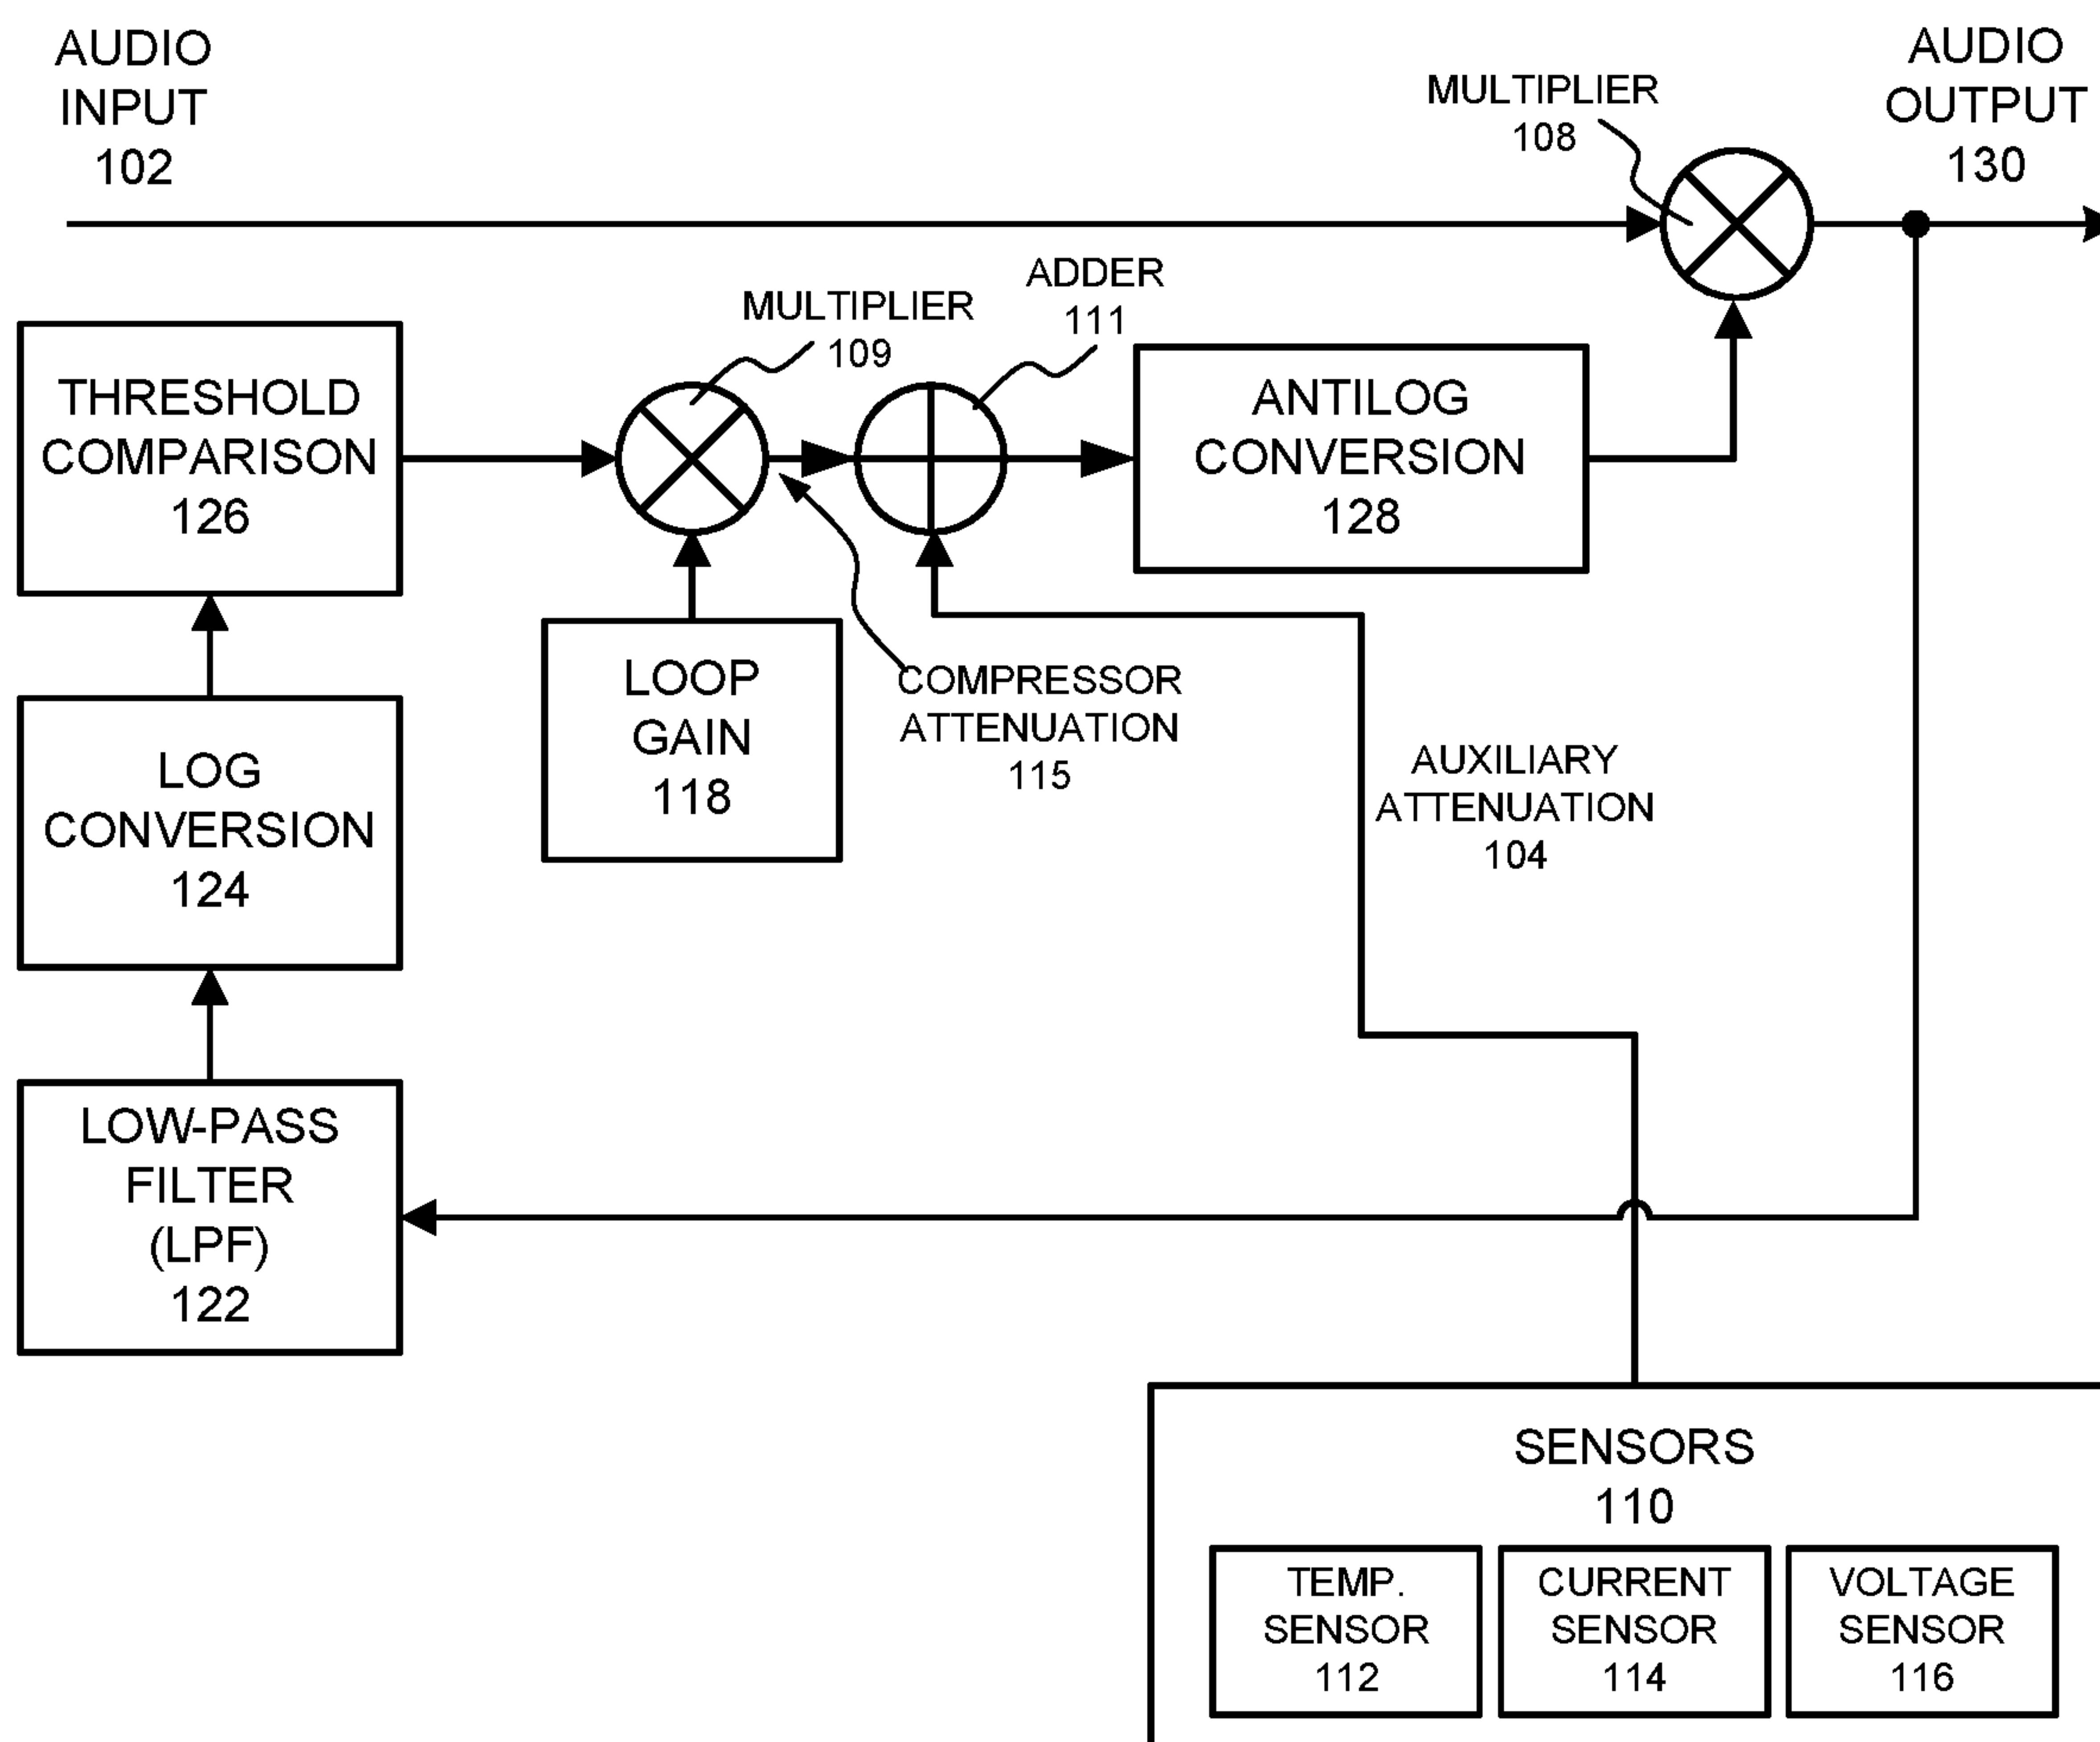 AUDIO
INPUT
102
MULTIPLIER
108
AUDIO
OUTPUT
130
MULTIPLIER
109
ADDER
111
THRESHOLD
COMPARISON
126
ANTILOG
CONVERSION
128
LOOP
GAIN
118
COMPRESSOR
ATTENUATION
115
AUXILIARY
ATTENUATION
104
LOG
CONVERSION
124
LOW-PASS
FILTER
(LPF)
122
SENSORS
110
TEMP.
SENSOR
112
CURRENT
SENSOR
114
VOLTAGE
SENSOR
116